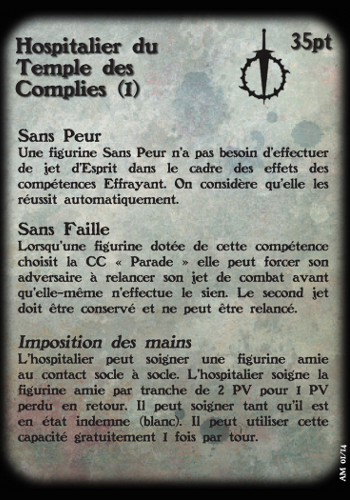 Hospitalier du
35pt
Temple des
Complies (1)
Sans Peur
Une figurine Sans Peur n'a pas besoin d'effectuer
de jet d'Esprit dans le cadre des effets des
compétences Effrayant. On considère qu'elle les
réussit automatiquement.
Sans Faille
Lorsqu'une figurine dotée de cette compétence
choisit la CC « Parade » elle peut forcer son
adversaire à relancer son jet de combat avant
qu'elle-même n'effectue le sien. Le second jet
doit être conservé et ne peut être relancé.
Imposition des mains
L'hospitalier peut soigner une figurine amie
au contact socle à socle. L'hospitalier soigne la
figurine amie par tranche de 2 PV pour 1 PV
perdu en retour. Il peut soigner tant qu'il est
en état indemne (blanc). Il peut utiliser cette
capacité gratuitement 1 fois par tour.
AM 01/14